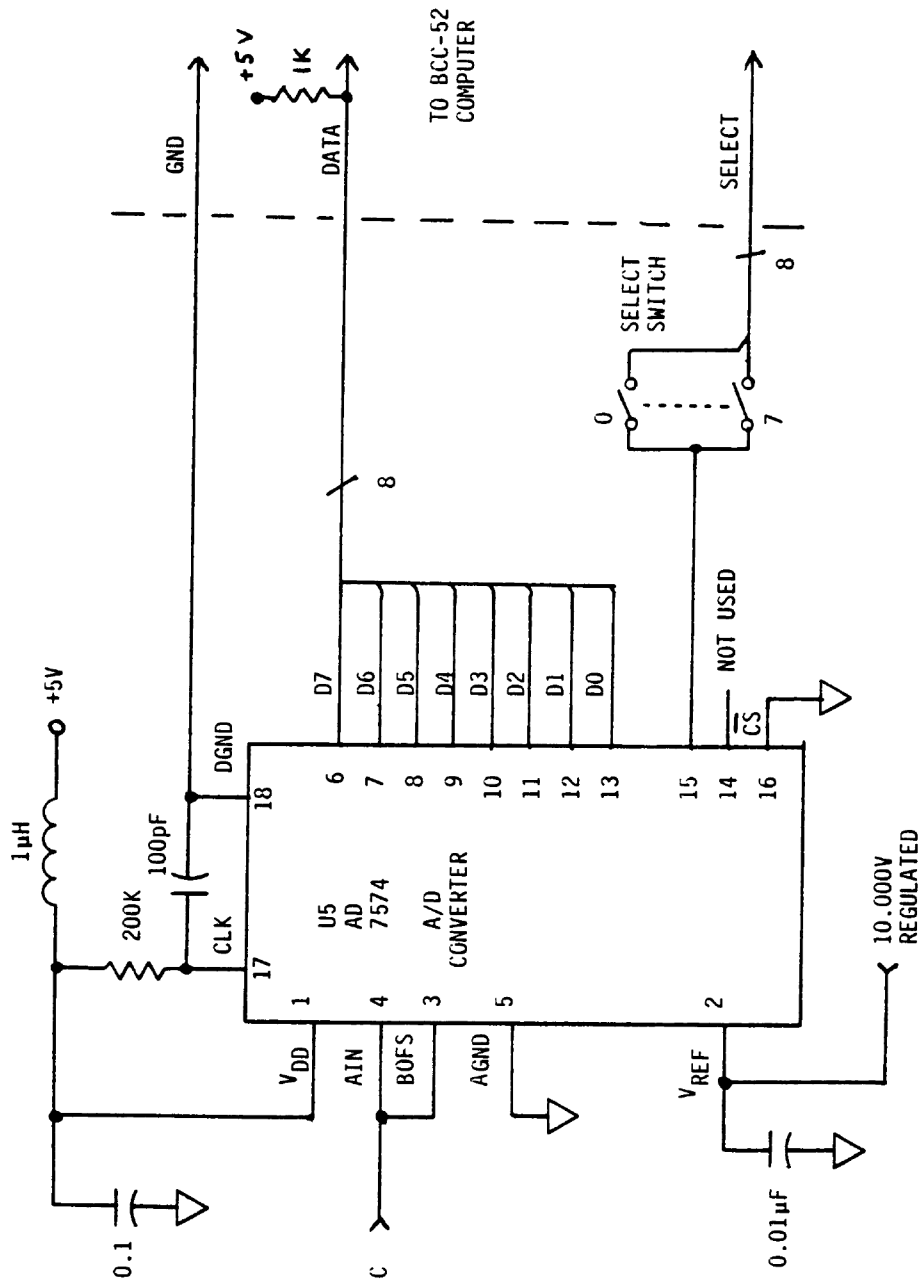 1μH
+5V
200K
100pF
CLK
DGND
GND
+5V
1K
DATA
TO BCC-52
COMPUTER
17
18
U5
AD
7574
A/D
CONVERTER
0.1
VDD
1
AIN
4
BOFS
3
AGND
5
C
VREF
2
0.01μF
10.000V
REGULATED
6
D7
7
D6
8
D5
9
D4
10
D3
11
D2
12
D1
13
D0
8
15
14
NOT USED
16
CS
0
7
SELECT
SWITCH
8
SELECT